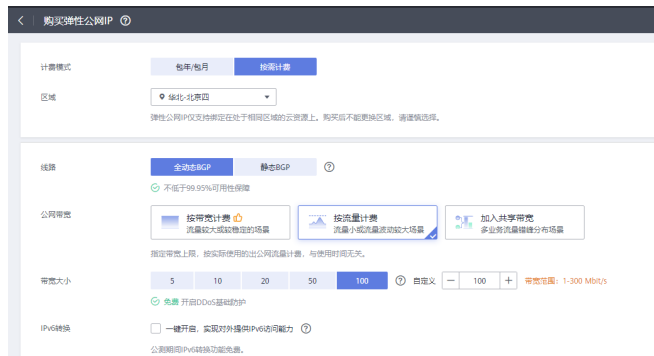 购买弹性公网IP
计费模式 包年/包月 按需计费
区域 华北-北京四
弹性公网IP仅支持绑定在处于相同区域的云资源上。购买后不能更换区域，请谨慎选择。
线路 全动态BGP 静态BGP
不低于99.95%可用性保障
公网带宽 按带宽计费 按流量计费 加入共享带宽
流量较大或较稳定的场景 流量小或流量波动较大场景 多业务流量错峰分布场景
指定带宽上限，按实际使用的出公网流量计费，与使用时间无关。
带宽大小 5 10 20 50 100 自定义 100 带宽范围：1-300 Mbit/s
免费 开启DDoS基础防护
IPv6转换 一键开启，实现对外提供IPv6访问能力
公测期间IPv6转换功能免费。